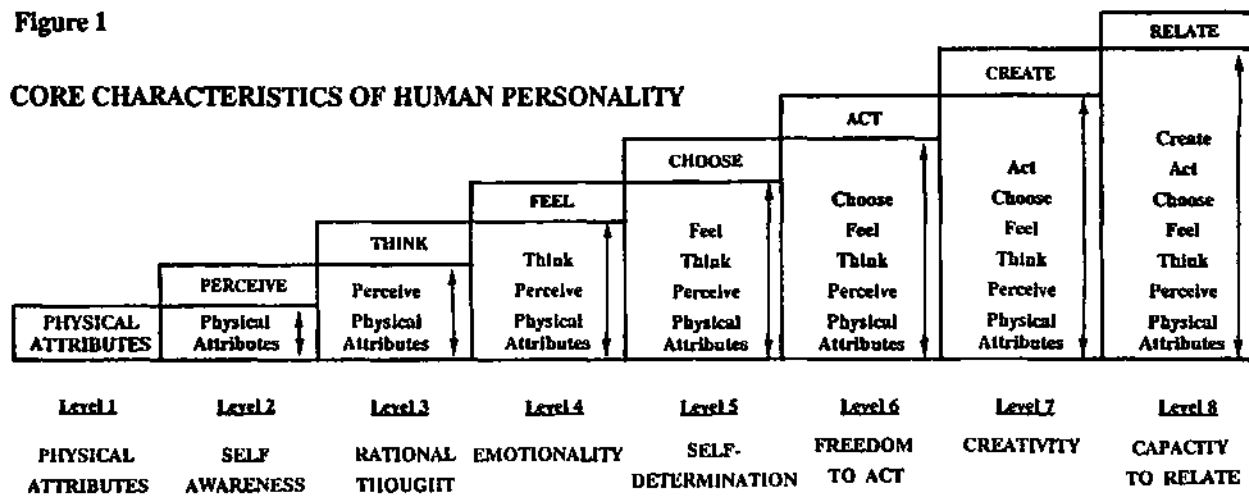 Figure 1
CORE CHARACTERISTICS OF HUMAN PERSONALITY
PHYSICAL
ATTRIBUTES
PERCEIVE
Physical
Attributes
THINK
Perceive
Physical
Attributes
FEEL
Think
Perceive
Physical
Attributes
CHOOSE
Feel
Think
Perceive
Physical
Attributes
ACT
Choose
Feel
Think
Perceive
Physical
Attributes
CREATE
Act
Choose
Feel
Think
Perceive
Physical
Attributes
RELATE
Create
Act
Choose
Feel
Think
Perceive
Physical
Attributes
Level 1
PHYSICAL
ATTRIBUTES
Level 2
SELF
AWARENESS
Level 3
RATIONAL
THOUGHT
Level 4
EMOTIONALITY
Level 5
SELF-
DETERMINATION
Level 6
FREEDOM
TO ACT
Level 7
CREATIVITY
Level 8
CAPACITY
TO RELATE